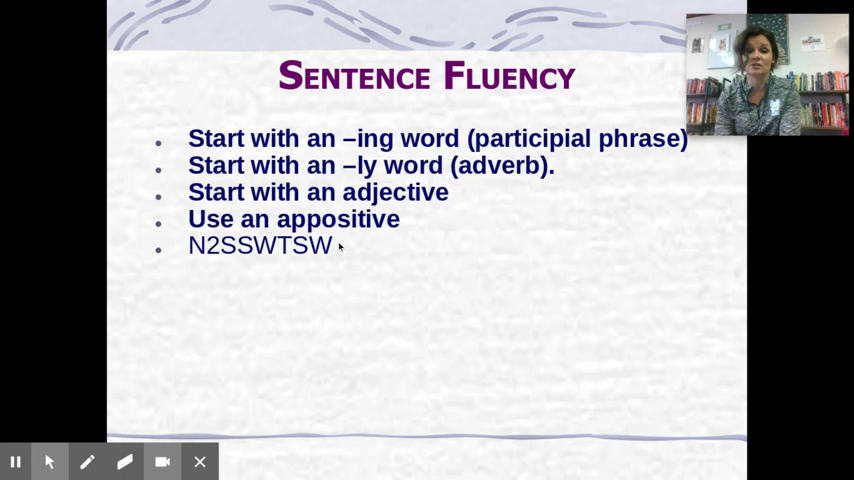 SENTENCE FLUENCY
Start with an –ing word (participial phrase)
Start with an –ly word (adverb).
Start with an adjective
Use an appositive
N2SSWTSW